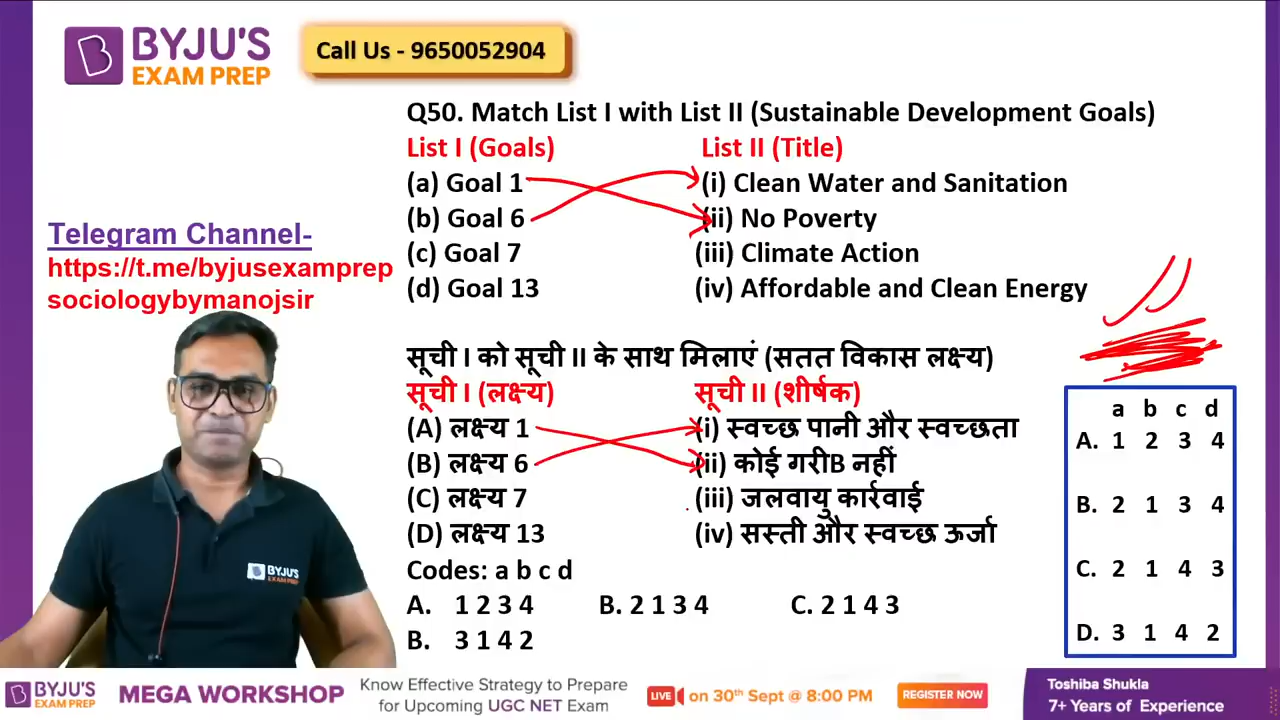 BYJU'S
EXAM PREP
Call Us - 9650052904
Q50. Match List I with List II (Sustainable Development Goals)
List I (Goals) List II (Title)
(a) Goal 1 (i) Clean Water and Sanitation
(b) Goal 6 (ii) No Poverty
(c) Goal 7 (iii) Climate Action
(d) Goal 13 (iv) Affordable and Clean Energy
Telegram Channel-
https://t.me/byjusexamprep
sociologybymanojsir
सूची I को सूची II के साथ मिलाएं (सतत विकास लक्ष्य)
सूची I (लक्ष्य) सूची II (शीर्षक)
(A) लक्ष्य 1 (i) स्वच्छ पानी और स्वच्छता
(B) लक्ष्य 6 (ii) कोई गरीB नहीं
(C) लक्ष्य 7 (iii) जलवायु कार्रवाई
(D) लक्ष्य 13 (iv) सस्ती और स्वच्छ ऊर्जा
Codes: a b c d
A. 1 2 3 4 B. 2 1 3 4 C. 2 1 4 3
B. 3 1 4 2
a b c d
A. 1 2 3 4
B. 2 1 3 4
C. 2 1 4 3
D. 3 1 4 2
BYJU'S
EXAM PREP
BYJU'S
EXAM PREP
MEGA WORKSHOP
Know Effective Strategy to Prepare
for Upcoming UGC NET Exam
LIVE on 30th Sept @ 8:00 PM
REGISTER NOW
Toshiba Shukla
7+ Years of Experience